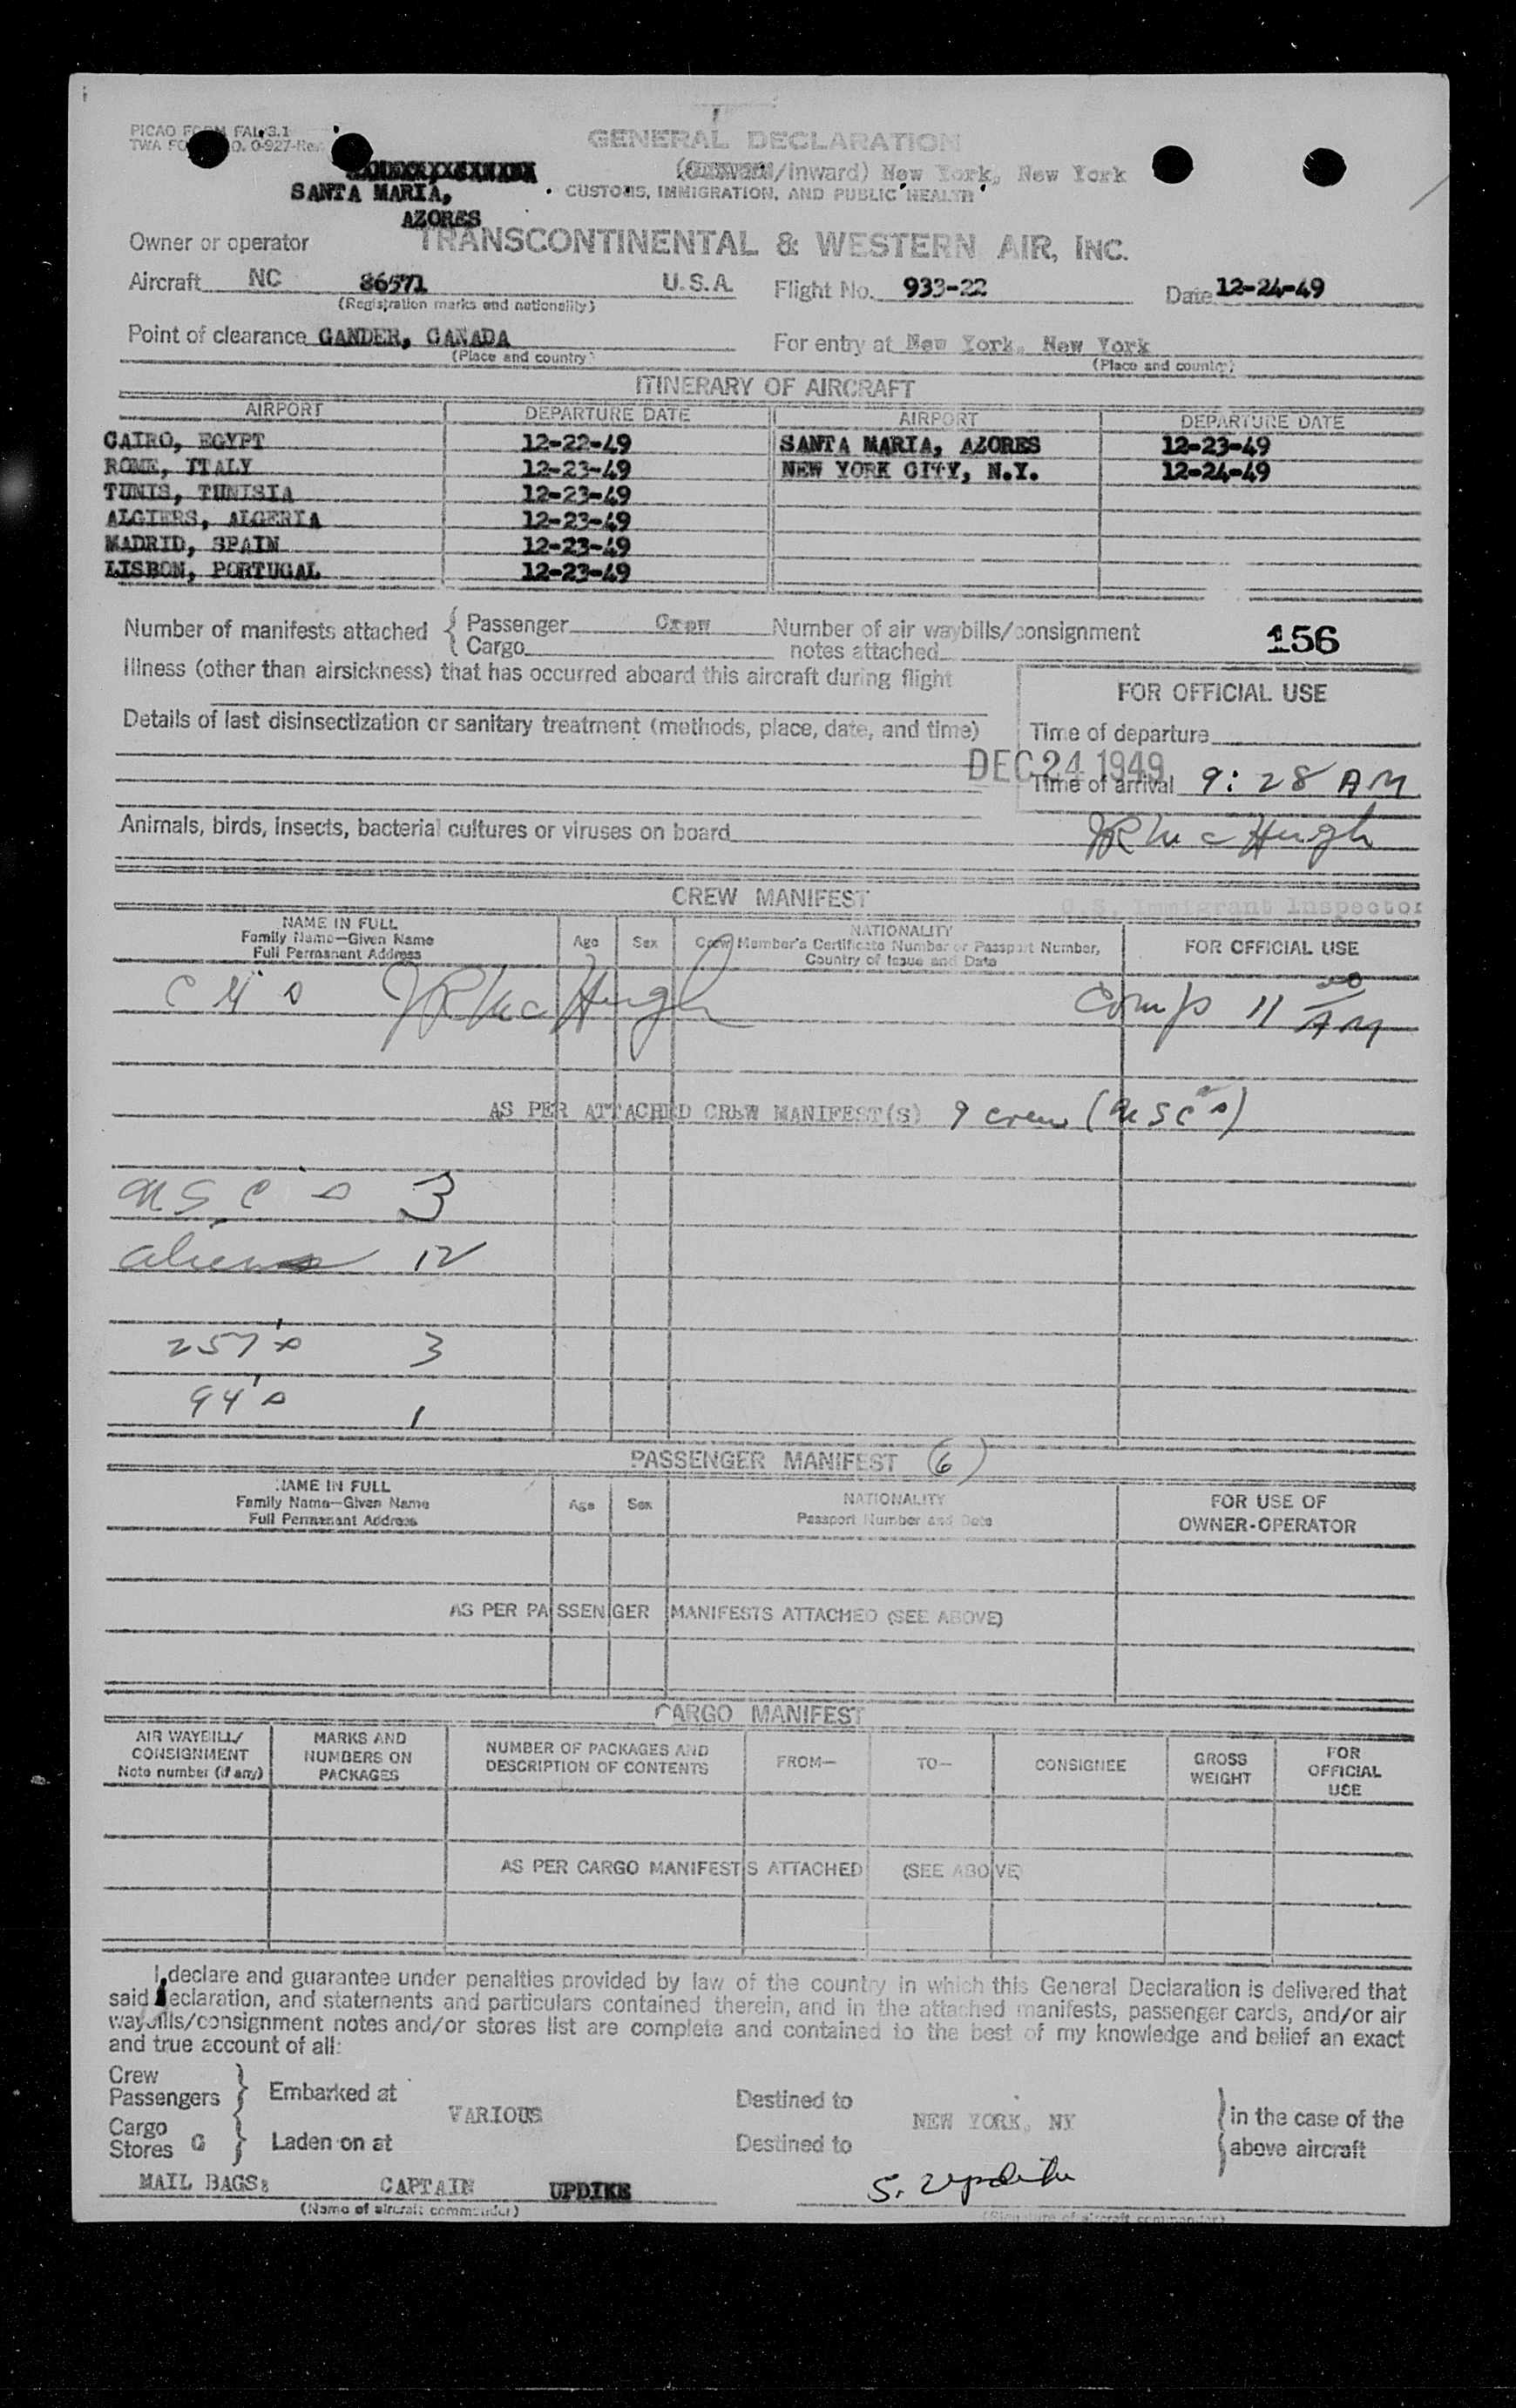 PICAO FORM FAL/S.1
GENERAL DECLARATION
TWA FO O. O-927-Re
(Outward/Inward) New York, New York
SANTA MARIA,
CUSTOMS, IMMIGRATION, AND PUBLIC HEALTH
AZORES
Owner or operator TRANSCONTINENTAL & WESTERN AIR, INC.
Aircraft NC 86571 U.S.A. Flight No. 933-22 Date 12-24-49
(Registration marks and nationality)
Point of clearance GANDER, CANADA For entry at New York, New York
(Place and country) (Place and country)
ITINERARY OF AIRCRAFT
AIRPORT DEPARTURE DATE AIRPORT DEPARTURE DATE
CAIRO, EGYPT 12-22-49 SANTA MARIA, AZORES 12-23-49
ROME, ITALY 12-23-49 NEW YORK CITY, N.Y. 12-24-49
TUNIS, TUNISIA 12-23-49
ALGIERS, ALGERIA 12-23-49
MADRID, SPAIN 12-23-49
LISBON, PORTUGAL 12-23-49
Number of manifests attached { Passenger Crew Number of air waybills/consignment 156
Cargo notes attached
Illness (other than airsickness) that has occurred aboard this aircraft during flight
FOR OFFICIAL USE
Details of last disinsectization or sanitary treatment (methods, place, date, and time)
Time of departure
DEC 24 1949
Time of arrival 9:28 AM
Animals, birds, insects, bacterial cultures or viruses on board
JR McHugh
CREW MANIFEST
U.S. Immigrant Inspector
NAME IN FULL
Family Name—Given Name
Full Permanent Address
Age Sex
NATIONALITY
Crew Member's Certificate Number or Passport Number,
Country of Issue and Date
FOR OFFICIAL USE
JR McHugh Comp 11 00 AM
AS PER ATTACHED CREW MANIFEST(S) 9 crew (USC's)
USC's 3
aliens 12
257's 3
94's 1
PASSENGER MANIFEST (6)
NAME IN FULL
Family Name—Given Name
Full Permanent Address
Age Sex
NATIONALITY
Passport Number and Date
FOR USE OF
OWNER-OPERATOR
AS PER PASSENGER MANIFESTS ATTACHED (SEE ABOVE)
CARGO MANIFEST
AIR WAYBILL/
CONSIGNMENT
Note number (if any)
MARKS AND
NUMBERS ON
PACKAGES
NUMBER OF PACKAGES AND
DESCRIPTION OF CONTENTS
FROM— TO— CONSIGNEE
GROSS
WEIGHT
FOR
OFFICIAL
USE
AS PER CARGO MANIFESTS ATTACHED (SEE ABOVE)
I declare and guarantee under penalties provided by law of the country in which this General Declaration is delivered that
said declaration, and statements and particulars contained therein, and in the attached manifests, passenger cards, and/or air
waybills/consignment notes and/or stores list are complete and contained to the best of my knowledge and belief an exact
and true account of all:
Crew
Passengers } Embarked at Destined to
VARIOUS NEW YORK, NY } in the case of the
Cargo
Stores G } Laden on at Destined to above aircraft
MAIL BAGS: CAPTAIN UPDIKE S. Updike
(Name of aircraft commander) (Signature of aircraft commander)